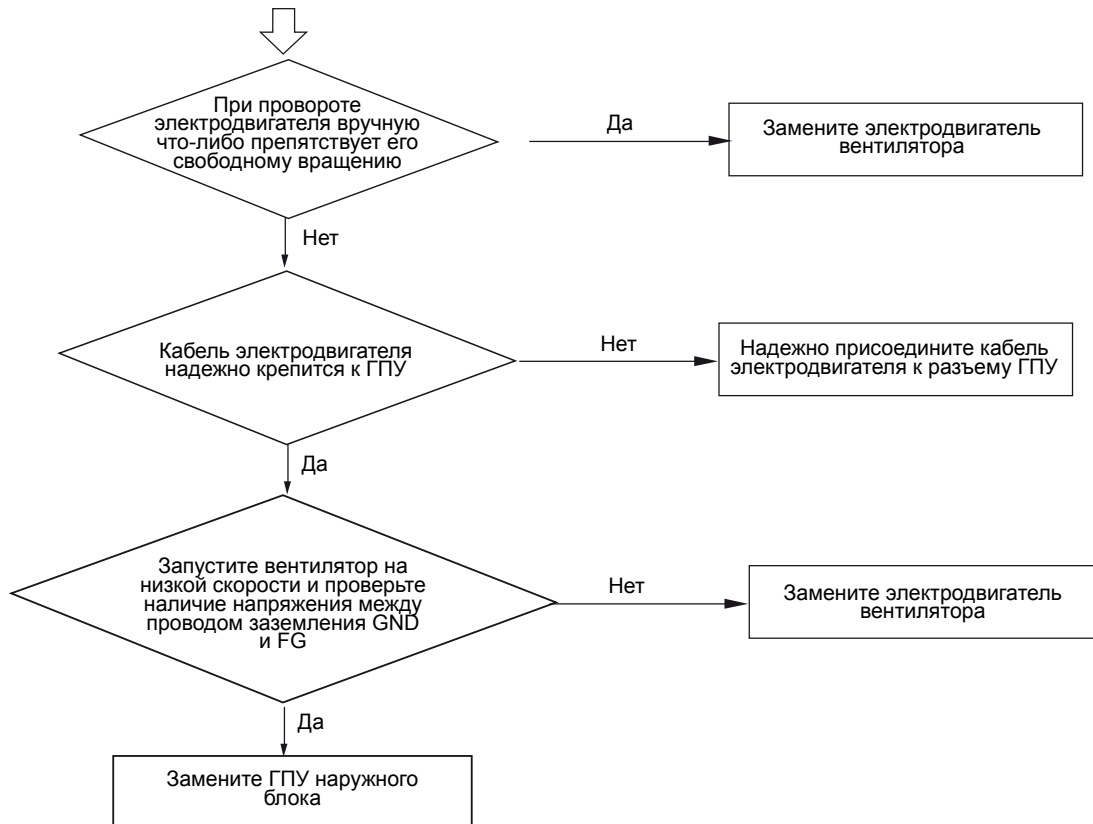 При провороте
электродвигателя вручную
что-либо препятствует его
свободному вращению
Да
Замените электродвигатель
вентилятора
Нет
Кабель электродвигателя
надежно крепится к ГПУ
Нет
Надежно присоедините кабель
электродвигателя к разъему ГПУ
Да
Запустите вентилятор на
низкой скорости и проверьте
наличие напряжения между
проводом заземления GND
и FG
Нет
Замените электродвигатель
вентилятора
Да
Замените ГПУ наружного
блока